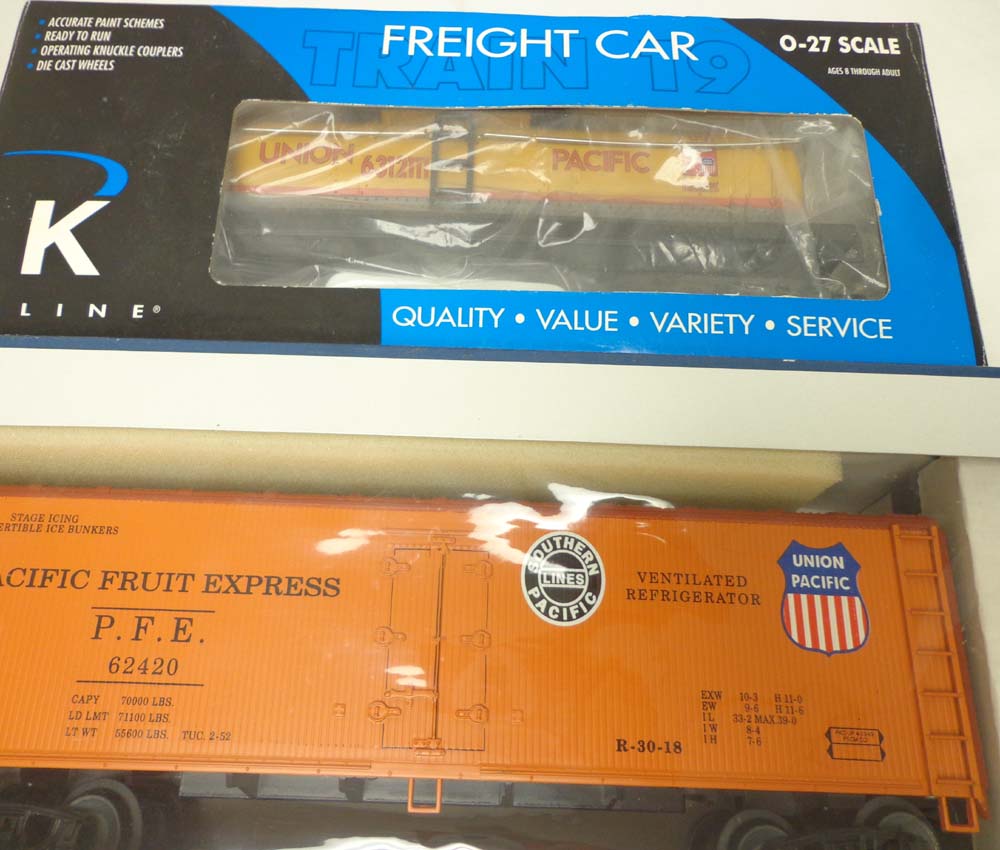 • ACCURATE PAINT SCHEMES
• READY TO RUN
• OPERATING KNUCKLE COUPLERS
• DIE CAST WHEELS
TRAIN 19
FREIGHT CAR
O-27 SCALE
AGES 8 THROUGH ADULT
UNION
PACIFIC
K
LINE®
QUALITY • VALUE • VARIETY • SERVICE
STAGE ICING
ERTIBLE ICE BUNKERS
ACIFIC FRUIT EXPRESS
P.F.E.
62420
CAPY 70000 LBS.
LD LMT 71100 LBS.
LT WT 55600 LBS. TUC. 2-52
SOUTHERN
LINES
PACIFIC
VENTILATED
REFRIGERATOR
UNION
PACIFIC
EXW 10-3 H 11-0
EW 9-6 H 11-6
IL 33-2 MAX.39-0
IW 8-4
IH 7-6
R-30-18